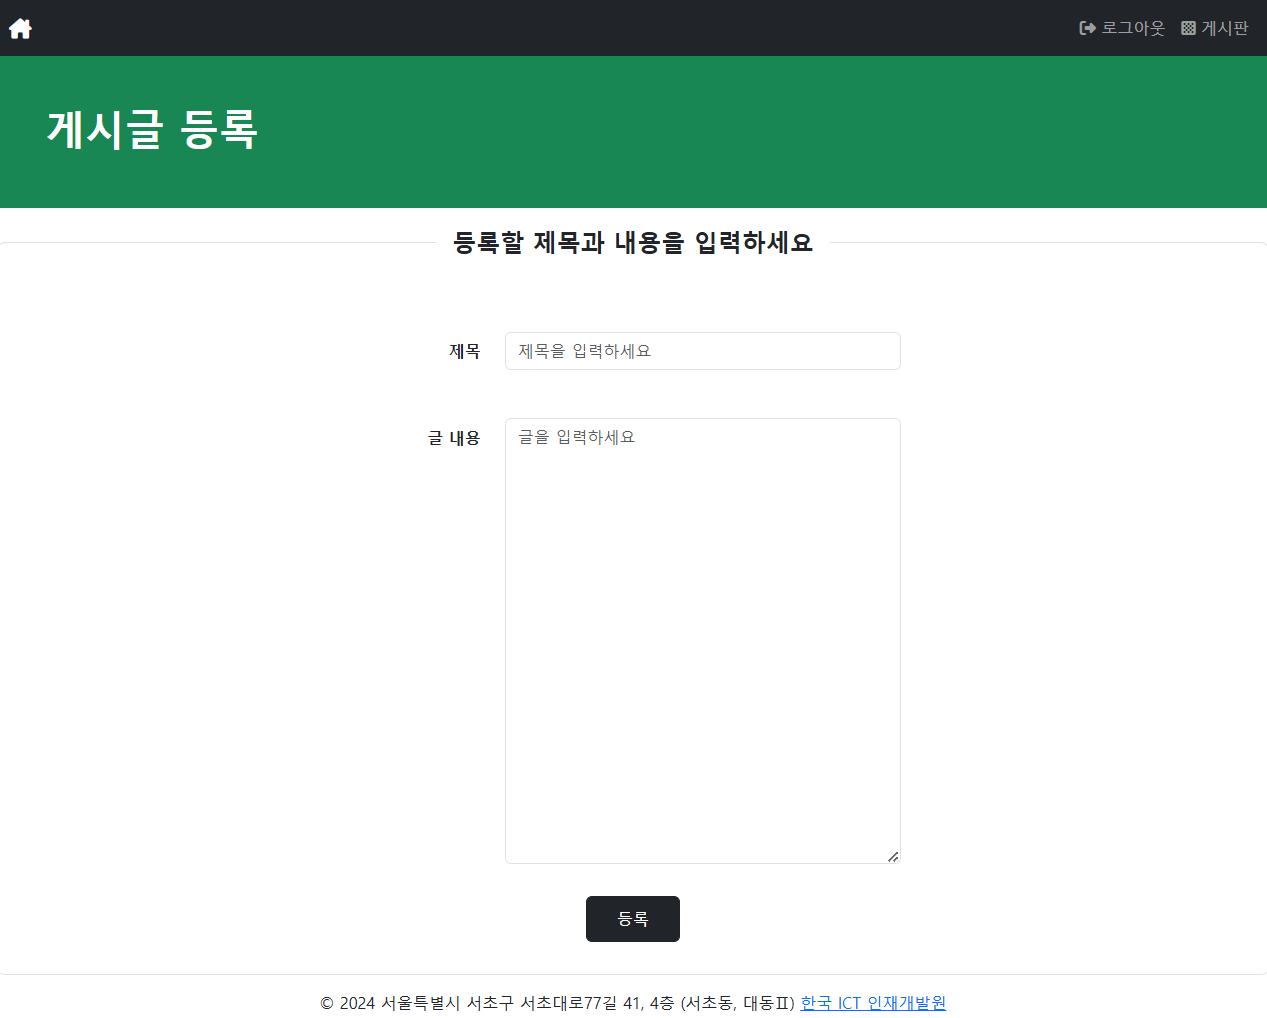 로그아웃 게시판
게시글 등록
등록할 제목과 내용을 입력하세요
제목 제목을 입력하세요
글 내용 글을 입력하세요
등록
© 2024 서울특별시 서초구 서초대로77길 41, 4층 (서초동, 대동Ⅱ) 한국 ICT 인재개발원